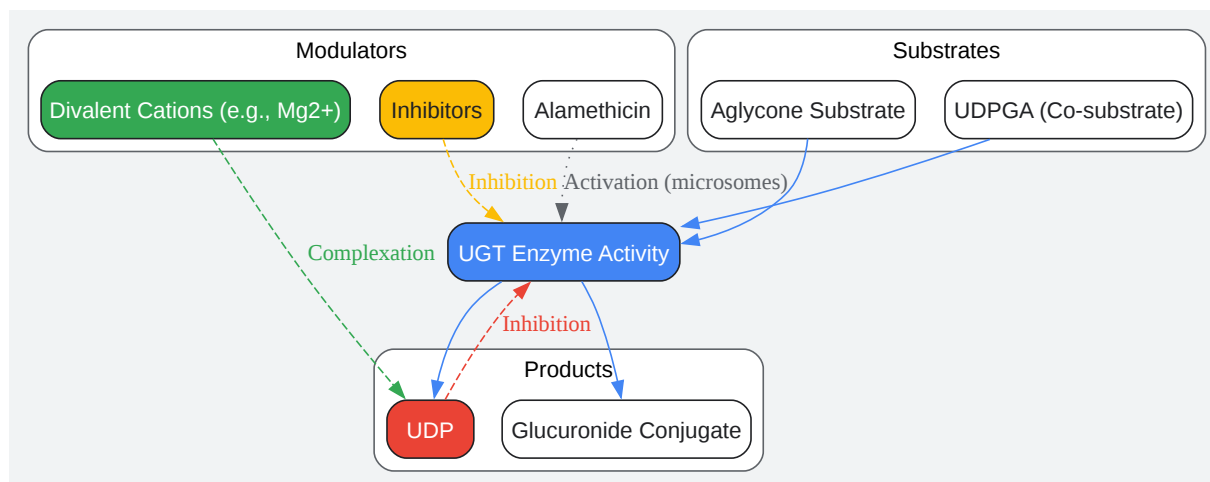 Modulators
Substrates
Divalent Cations (e.g., Mg2+)
Inhibitors
Alamethicin
Aglycone Substrate
UDPGA (Co-substrate)
Inhibition
Activation (microsomes)
Complexation
UGT Enzyme Activity
Inhibition
Products
UDP
Glucuronide Conjugate